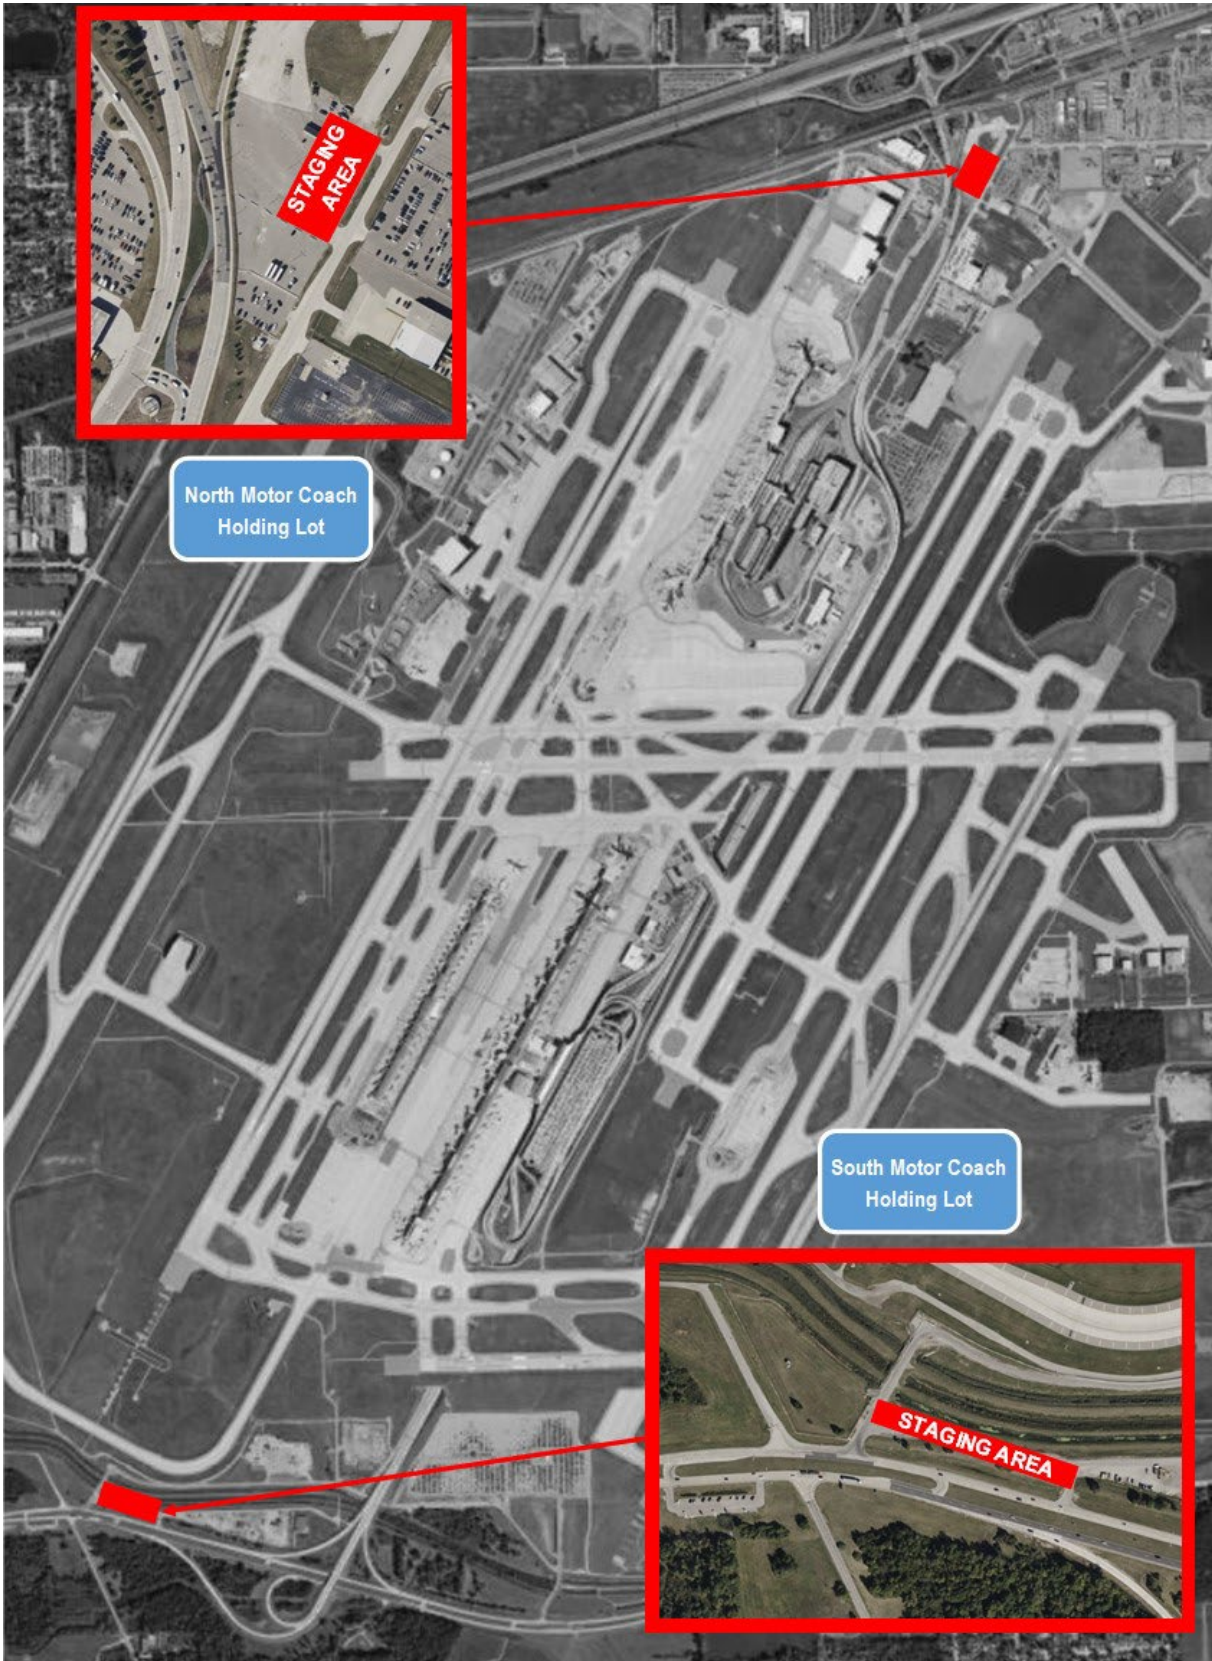 STAGING
AREA
North Motor Coach
Holding Lot
South Motor Coach
Holding Lot
STAGING AREA